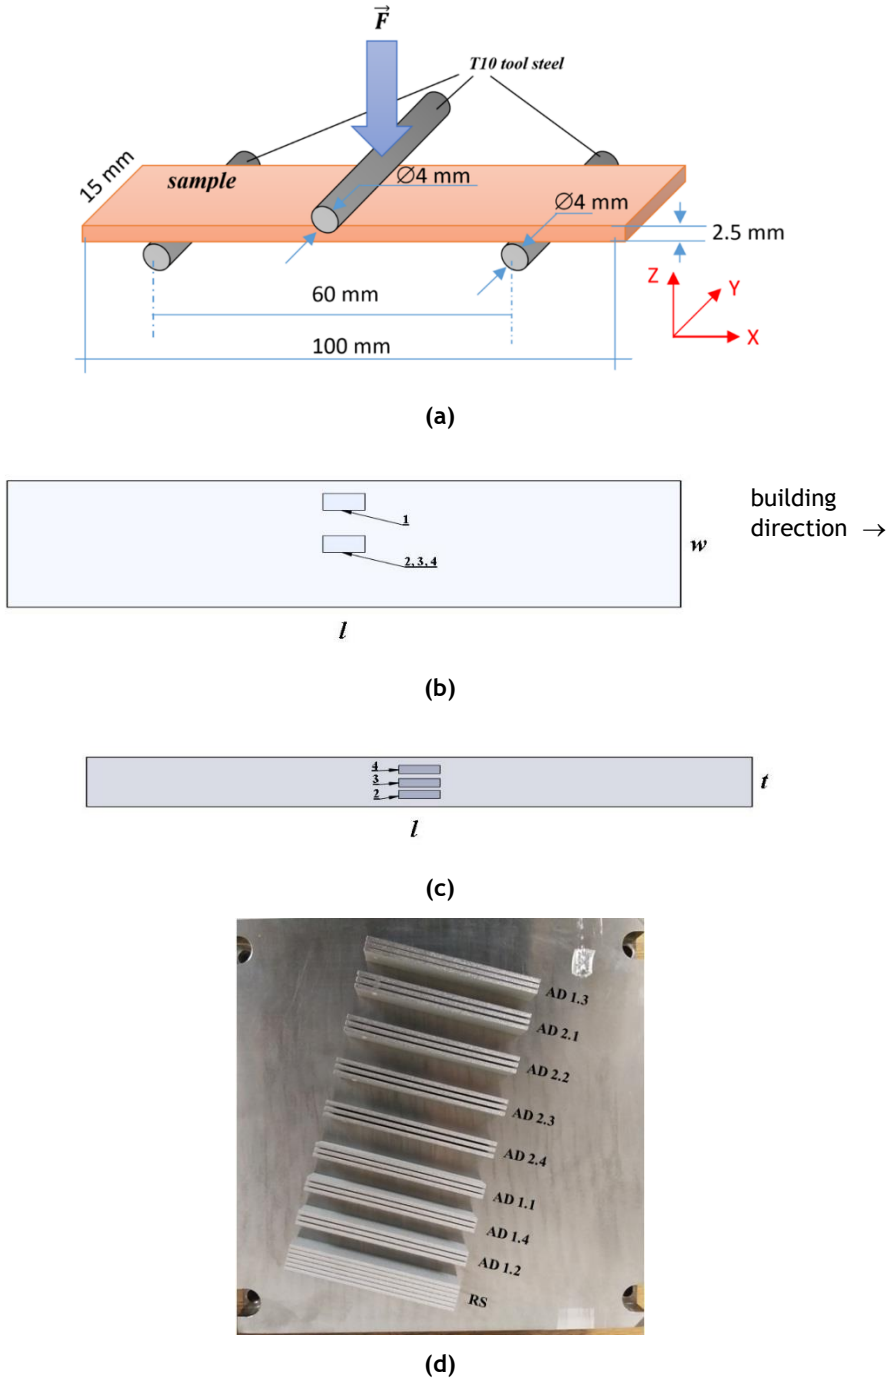 F
T10 tool steel
15 mm
sample
∅4 mm
∅4 mm
2.5 mm
60 mm
100 mm
Z
Y
X
(a)
1
2,3,4
w
building
direction →
l
(b)
4
3
2
t
l
(c)
AD 1.3
AD 2.1
AD 2.2
AD 2.3
AD 2.4
AD 1.1
AD 1.4
AD 1.2
RS
(d)